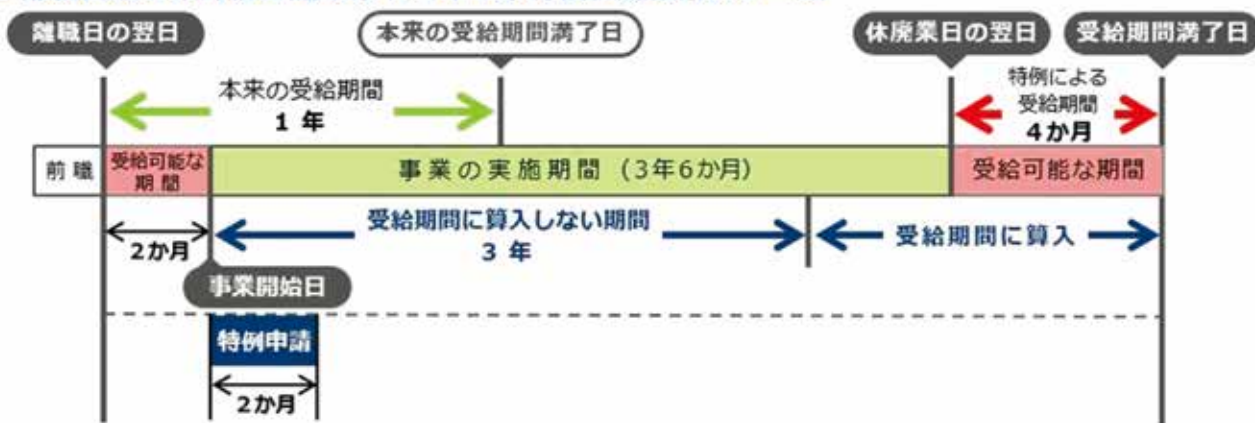 離職日の翌日
本来の受給期間満了日
休廃業日の翌日
受給期間満了日
本来の受給期間
1 年
特例による
受給期間
4か月
前職
受給可能な
期間
事業の実施期間（3年6か月）
受給可能な期間
2か月
受給期間に算入しない期間
3 年
受給期間に算入
事業開始日
特例申請
2か月